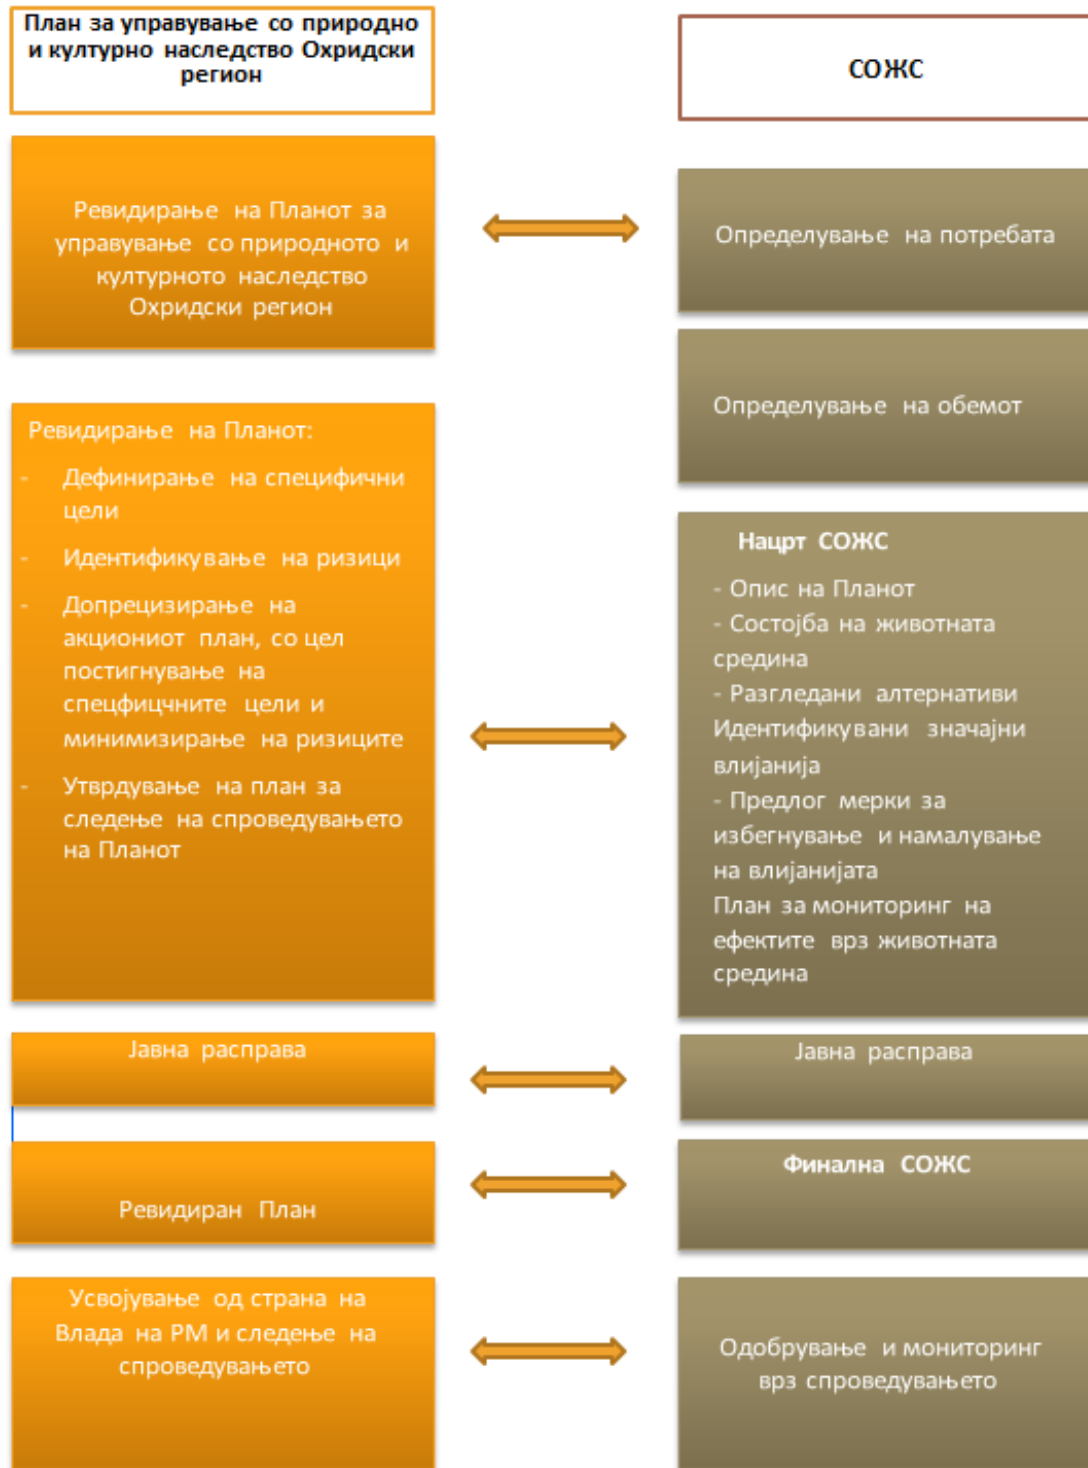 План за управување со природно
и културно наследство Охридски
регион
Ревидирање на Планот за
управување со природното и
културното наследство
Охридски регион
Ревидирање на Планот:
- Дефинирање на специфични
цели
- Идентификување на ризици
- Допрецизирање на
акциониот план, со цел
постигнување на
спецфицчните цели и
минимизирање на ризиците
- Утврдување на план за
следење на спроведувањето
на Планот
Јавна расправа
Ревидиран План
Усвојување од страна на
Влада на РМ и следење на
спроведувањето
СОЖС
Определување на потребата
Определување на обемот
Нацрт СОЖС
- Опис на Планот
- Состојба на животната
средина
- Разгледани алтернативи
Идентификувани значајни
влијанија
- Предлог мерки за
избегнување и намалување
на влијанијата
План за мониторинг на
ефектите врз животната
средина
Јавна расправа
Финална СОЖС
Одобрување и мониторинг
врз спроведувањето